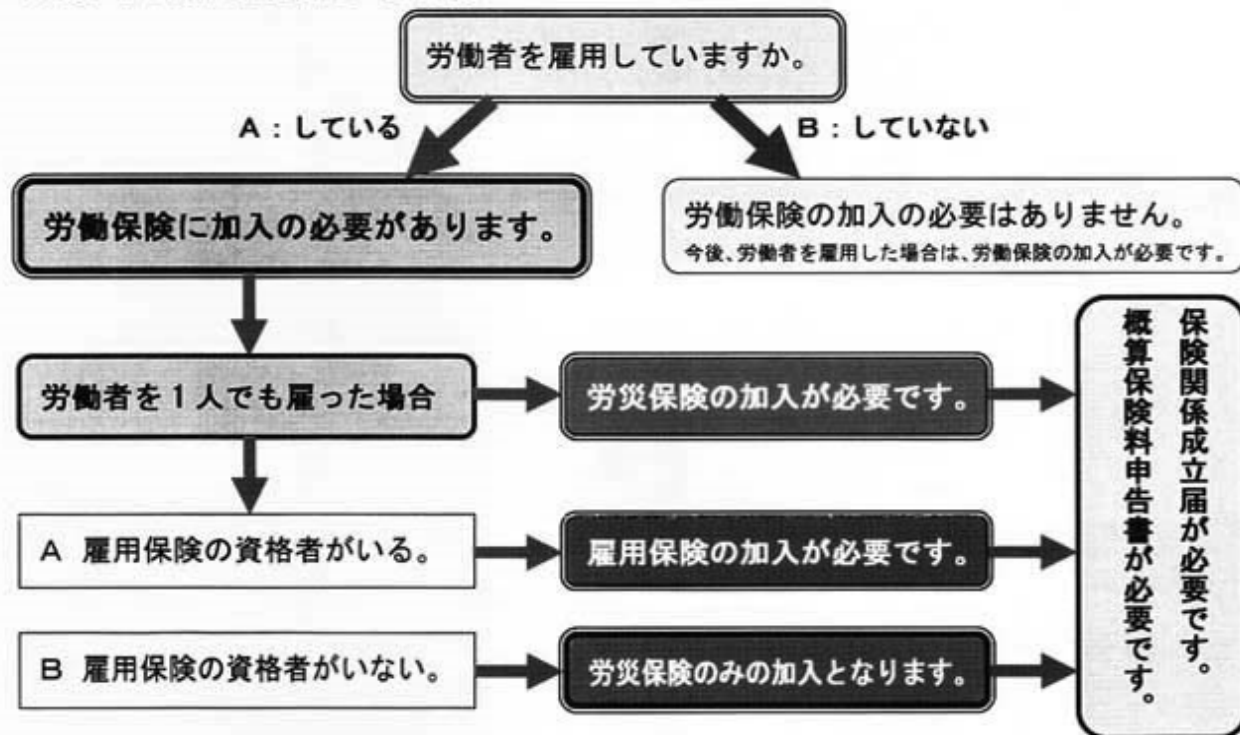 労働者を雇用していますか。
A：している
B：していない
労働保険に加入の必要があります。
労働保険の加入の必要はありません。
今後、労働者を雇用した場合は、労働保険の加入が必要です。
労働者を1人でも雇った場合
労災保険の加入が必要です。
A 雇用保険の資格者がいる。
雇用保険の加入が必要です。
B 雇用保険の資格者がいない。
労災保険のみの加入となります。
保険関係成立届が必要です。
概算保険料申告書が必要です。